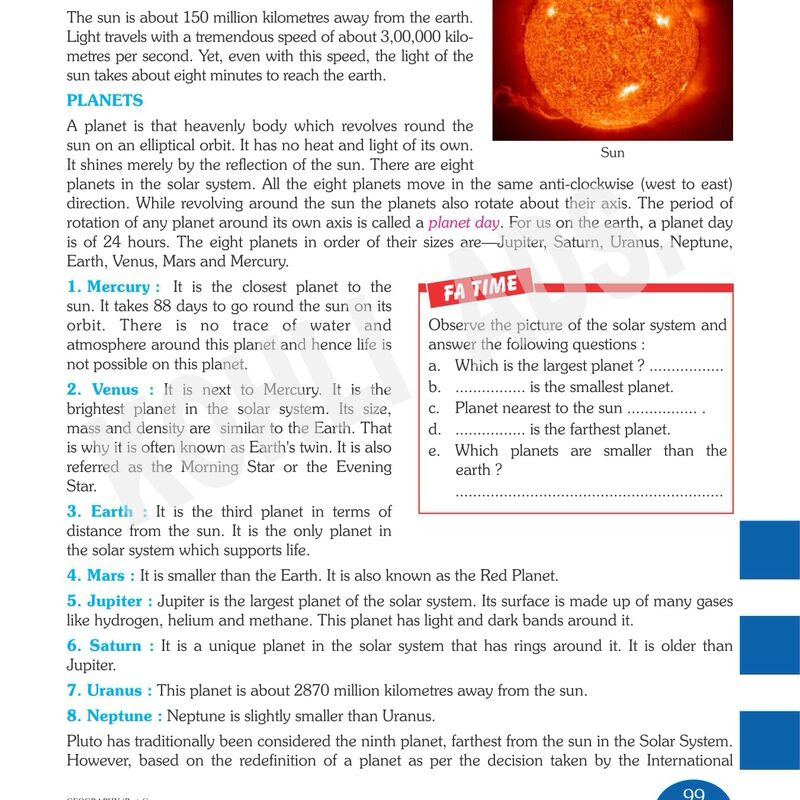 The sun is about 150 million kilometres away from the earth.
Light travels with a tremendous speed of about 3,00,000 kilo-
metres per second. Yet, even with this speed, the light of the
sun takes about eight minutes to reach the earth.
Sun
PLANETS
A planet is that heavenly body which revolves round the
sun on an elliptical orbit. It has no heat and light of its own.
It shines merely by the reflection of the sun. There are eight
planets in the solar system. All the eight planets move in the same anti-clockwise (west to east)
direction. While revolving around the sun the planets also rotate about their axis. The period of
rotation of any planet around its own axis is called a planet day. For us on the earth, a planet day
is of 24 hours. The eight planets in order of their sizes are—Jupiter, Saturn, Uranus, Neptune,
Earth, Venus, Mars and Mercury.
1. Mercury : It is the closest planet to the
sun. It takes 88 days to go round the sun on its
orbit. There is no trace of water and
atmosphere around this planet and hence life is
not possible on this planet.
2. Venus : It is next to Mercury. It is the
brightest planet in the solar system. Its size,
mass and density are similar to the Earth. That
is why it is often known as Earth's twin. It is also
referred as the Morning Star or the Evening
Star.
3. Earth : It is the third planet in terms of
distance from the sun. It is the only planet in
the solar system which supports life.
FA TIME
Observe the picture of the solar system and
answer the following questions :
a. Which is the largest planet ? .................
b. ................ is the smallest planet.
c. Planet nearest to the sun ................ .
d. ................ is the farthest planet.
e. Which planets are smaller than the
earth ?
.............................................................
4. Mars : It is smaller than the Earth. It is also known as the Red Planet.
5. Jupiter : Jupiter is the largest planet of the solar system. Its surface is made up of many gases
like hydrogen, helium and methane. This planet has light and dark bands around it.
6. Saturn : It is a unique planet in the solar system that has rings around it. It is older than
Jupiter.
7. Uranus : This planet is about 2870 million kilometres away from the sun.
8. Neptune : Neptune is slightly smaller than Uranus.
Pluto has traditionally been considered the ninth planet, farthest from the sun in the Solar System.
However, based on the redefinition of a planet as per the decision taken by the International
99
KOHLI ADS.